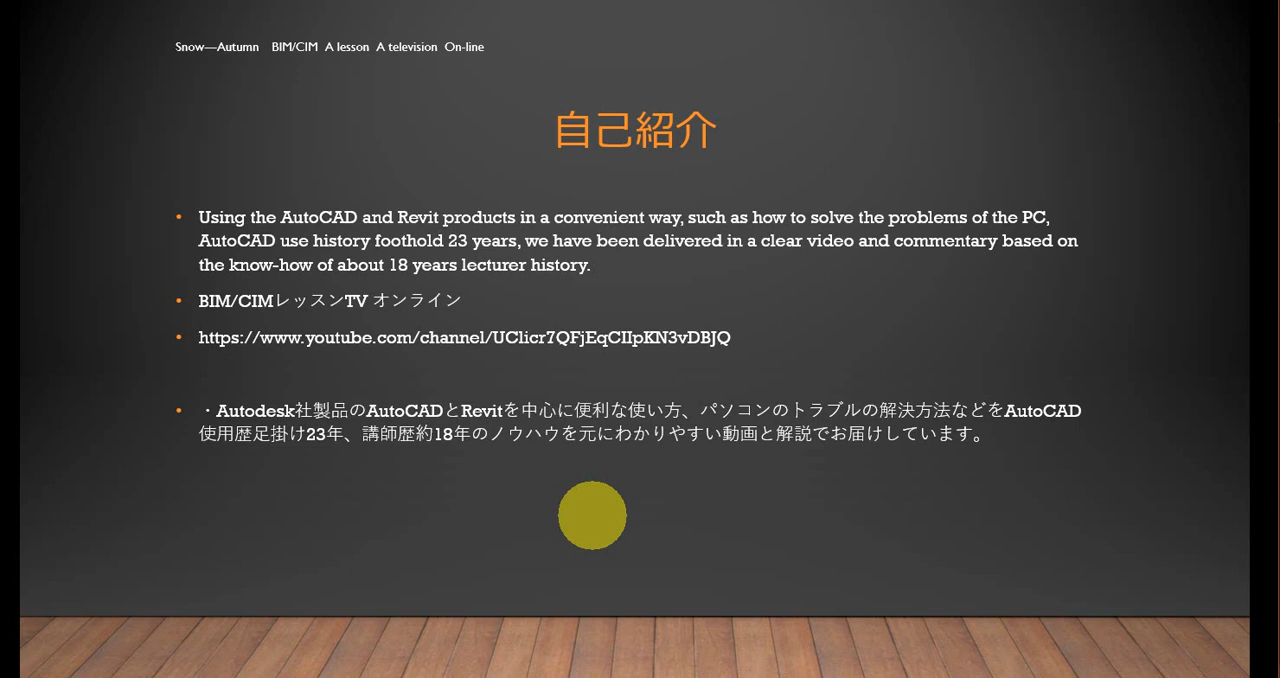 Snow—Autumn BIM/CIM A lesson A television On-line
自己紹介
• Using the AutoCAD and Revit products in a convenient way, such as how to solve the problems of the PC,
AutoCAD use history foothold 23 years, we have been delivered in a clear video and commentary based on
the know-how of about 18 years lecturer history.
• BIM/CIMレッスンTV オンライン
• https://www.youtube.com/channel/UClicr7QFjEqCIIpKN3vDBJQ
• ・Autodesk社製品のAutoCADとRevitを中心に便利な使い方、パソコンのトラブルの解決方法などをAutoCAD
使用歴足掛け23年、講師歴約18年のノウハウを元にわかりやすい動画と解説でお届けしています。